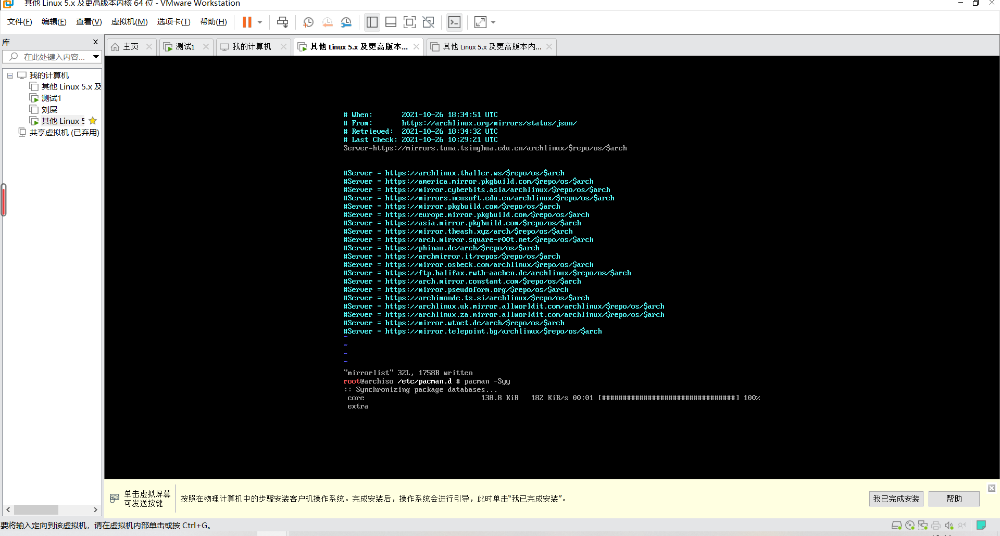 其他 Linux 5.x 及更高版本内核 64 位 - VMware Workstation
文件(F) 编辑(E) 查看(V) 虚拟机(M) 选项卡(T) 帮助(H)
库
在此处键入内容...
我的计算机
其他 Linux 5.x 及
测试1
刘屎
其他 Linux 5
共享虚拟机 (已弃用)
主页 测试1 我的计算机 其他 Linux 5.x 及更高版本... 其他 Linux 5.x 及更高版本内...
# When:       2021-10-26 18:34:51 UTC
# From:       https://archlinux.org/mirrors/status/json/
# Retrieved:  2021-10-26 18:34:32 UTC
# Last Check: 2021-10-26 10:29:21 UTC
Server=https://mirrors.tuna.tsinghua.edu.cn/archlinux/$repo/os/$arch
#Server = https://archlinux.thaller.ws/$repo/os/$arch
#Server = https://america.mirror.pkgbuild.com/$repo/os/$arch
#Server = https://mirror.cyberbits.asia/archlinux/$repo/os/$arch
#Server = https://mirrors.neusoft.edu.cn/archlinux/$repo/os/$arch
#Server = https://mirror.pkgbuild.com/$repo/os/$arch
#Server = https://europe.mirror.pkgbuild.com/$repo/os/$arch
#Server = https://asia.mirror.pkgbuild.com/$repo/os/$arch
#Server = https://mirror.theash.xyz/arch/$repo/os/$arch
#Server = https://arch.mirror.square-r00t.net/$repo/os/$arch
#Server = https://phinau.de/arch/$repo/os/$arch
#Server = https://archmirror.it/repos/$repo/os/$arch
#Server = https://mirror.osbeck.com/archlinux/$repo/os/$arch
#Server = https://ftp.halifax.rwth-aachen.de/archlinux/$repo/os/$arch
#Server = https://arch.mirror.constant.com/$repo/os/$arch
#Server = https://mirror.pseudoform.org/$repo/os/$arch
#Server = https://archimonde.ts.si/archlinux/$repo/os/$arch
#Server = https://archlinux.uk.mirror.allworldit.com/archlinux/$repo/os/$arch
#Server = https://archlinux.za.mirror.allworldit.com/archlinux/$repo/os/$arch
#Server = https://mirror.wtnet.de/arch/$repo/os/$arch
#Server = https://mirror.telepoint.bg/archlinux/$repo/os/$arch
~
~
~
~
"mirrorlist" 32L, 1758B written
root@archiso /etc/pacman.d # pacman -Syy
:: Synchronizing package databases...
core 138.8 KiB 182 KiB/s 00:01 [################################] 100%
extra
单击虚拟屏幕
可发送按键
按照在物理计算机中的步骤安装客户机操作系统。完成安装后，操作系统会进行引导，此时单击“我已完成安装”。
我已完成安装 帮助
要将输入定向到该虚拟机，请在虚拟机内部单击或按 Ctrl+G。